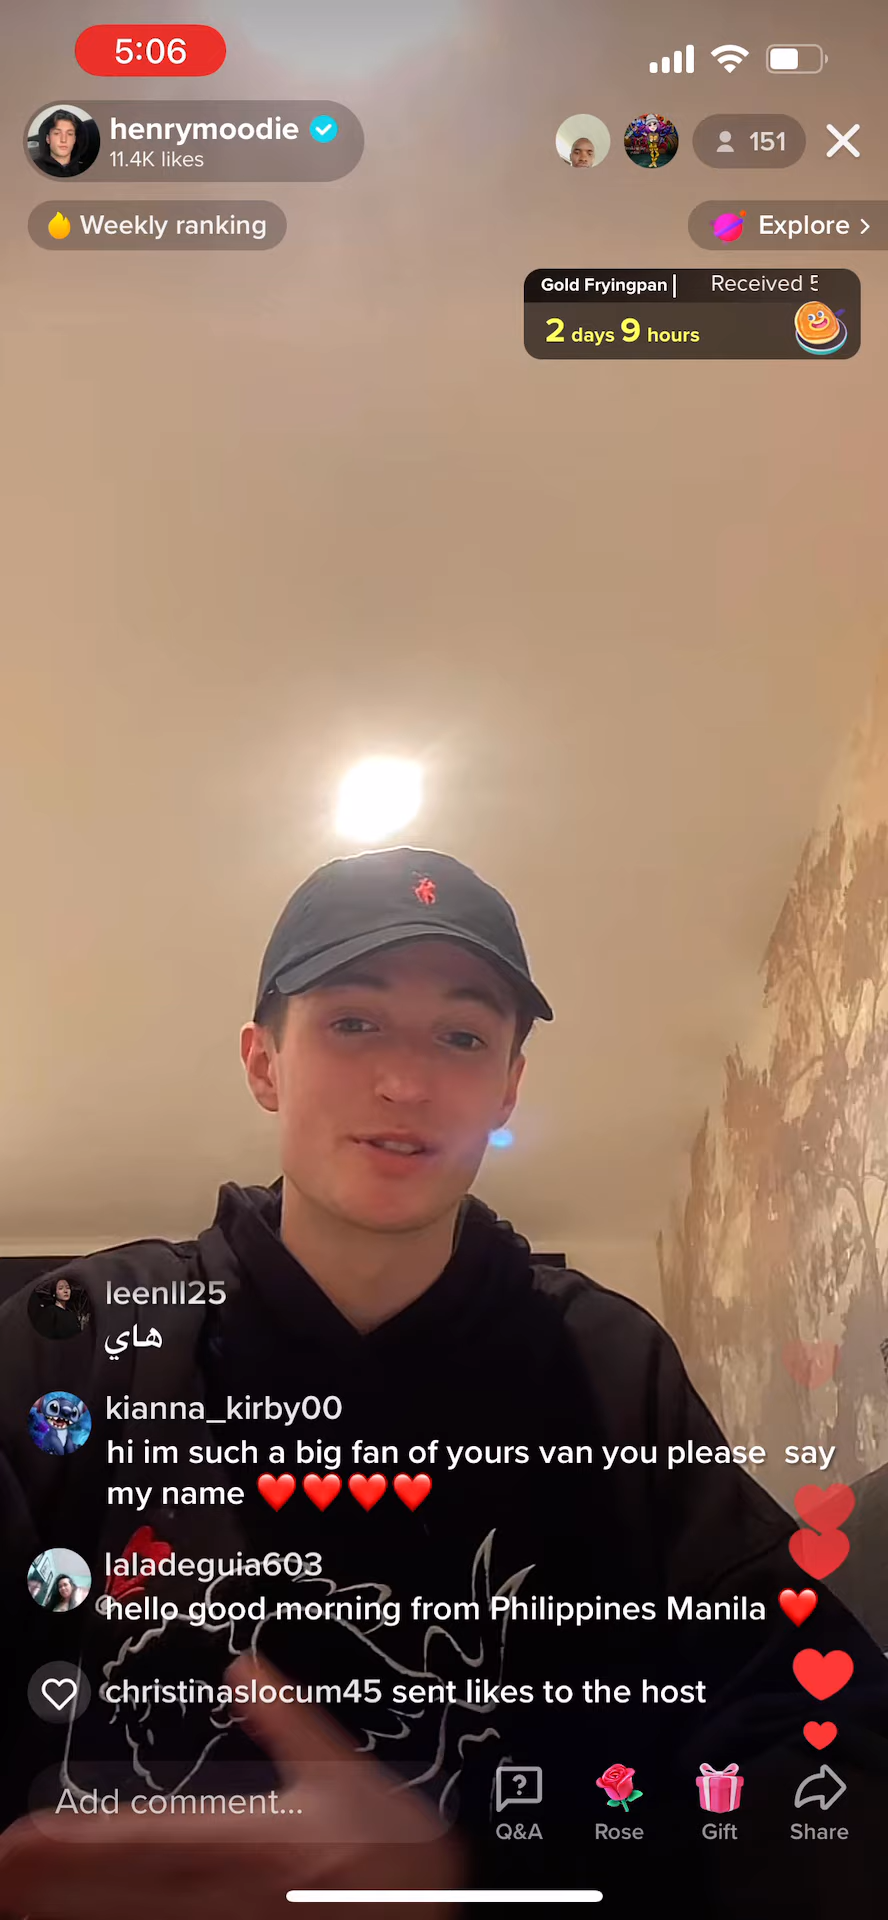 5:06
henrymoodie
11.4K likes
151
Weekly ranking
Explore >
Gold Fryingpan | Received 5
2 days 9 hours
leenll25
هاي
kianna_kirby00
hi im such a big fan of yours van you please say
my name ❤️❤️❤️❤️
laladeguia603
hello good morning from Philippines Manila ❤️
christinaslocum45 sent likes to the host
Add comment...
Q&A
Rose
Gift
Share